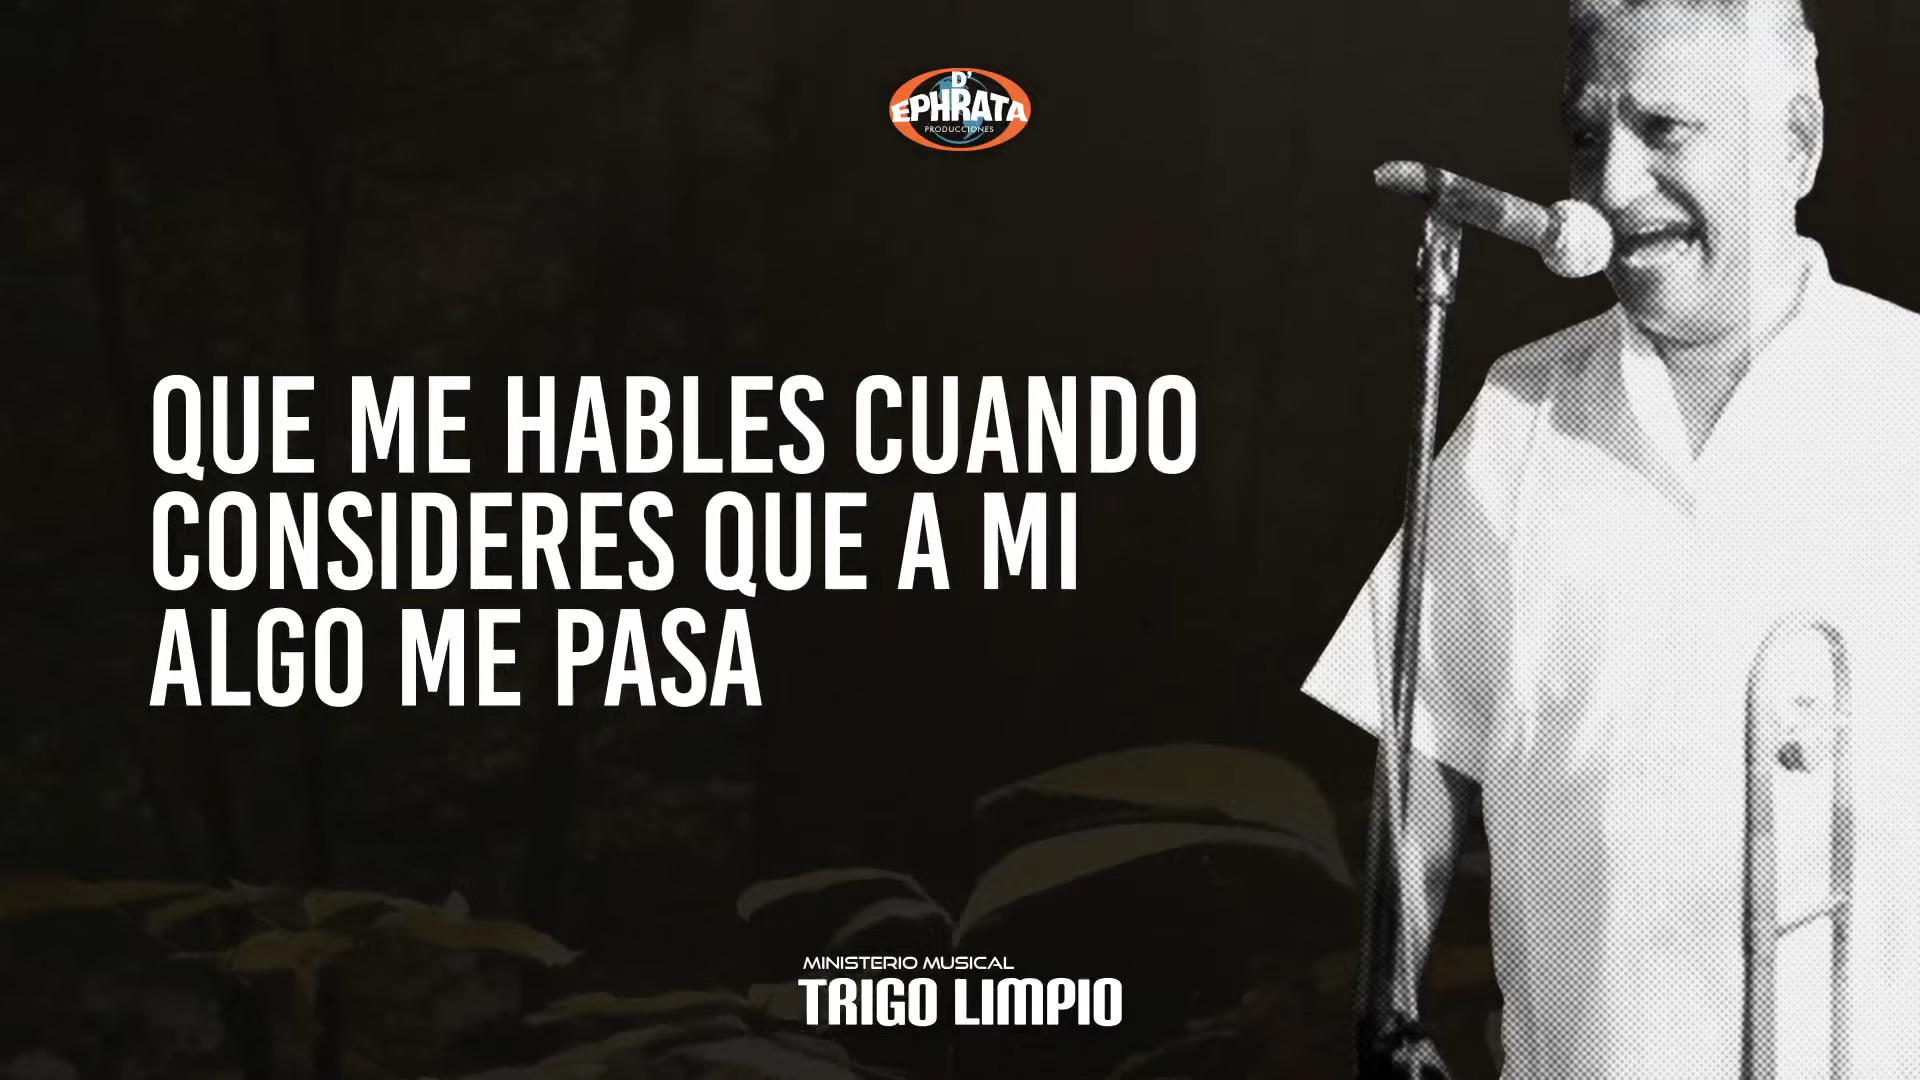 D'
EPHRATA
PRODUCCIONES
QUE ME HABLES CUANDO
CONSIDERES QUE A MI
ALGO ME PASA
MINISTERIO MUSICAL
TRIGO LIMPIO